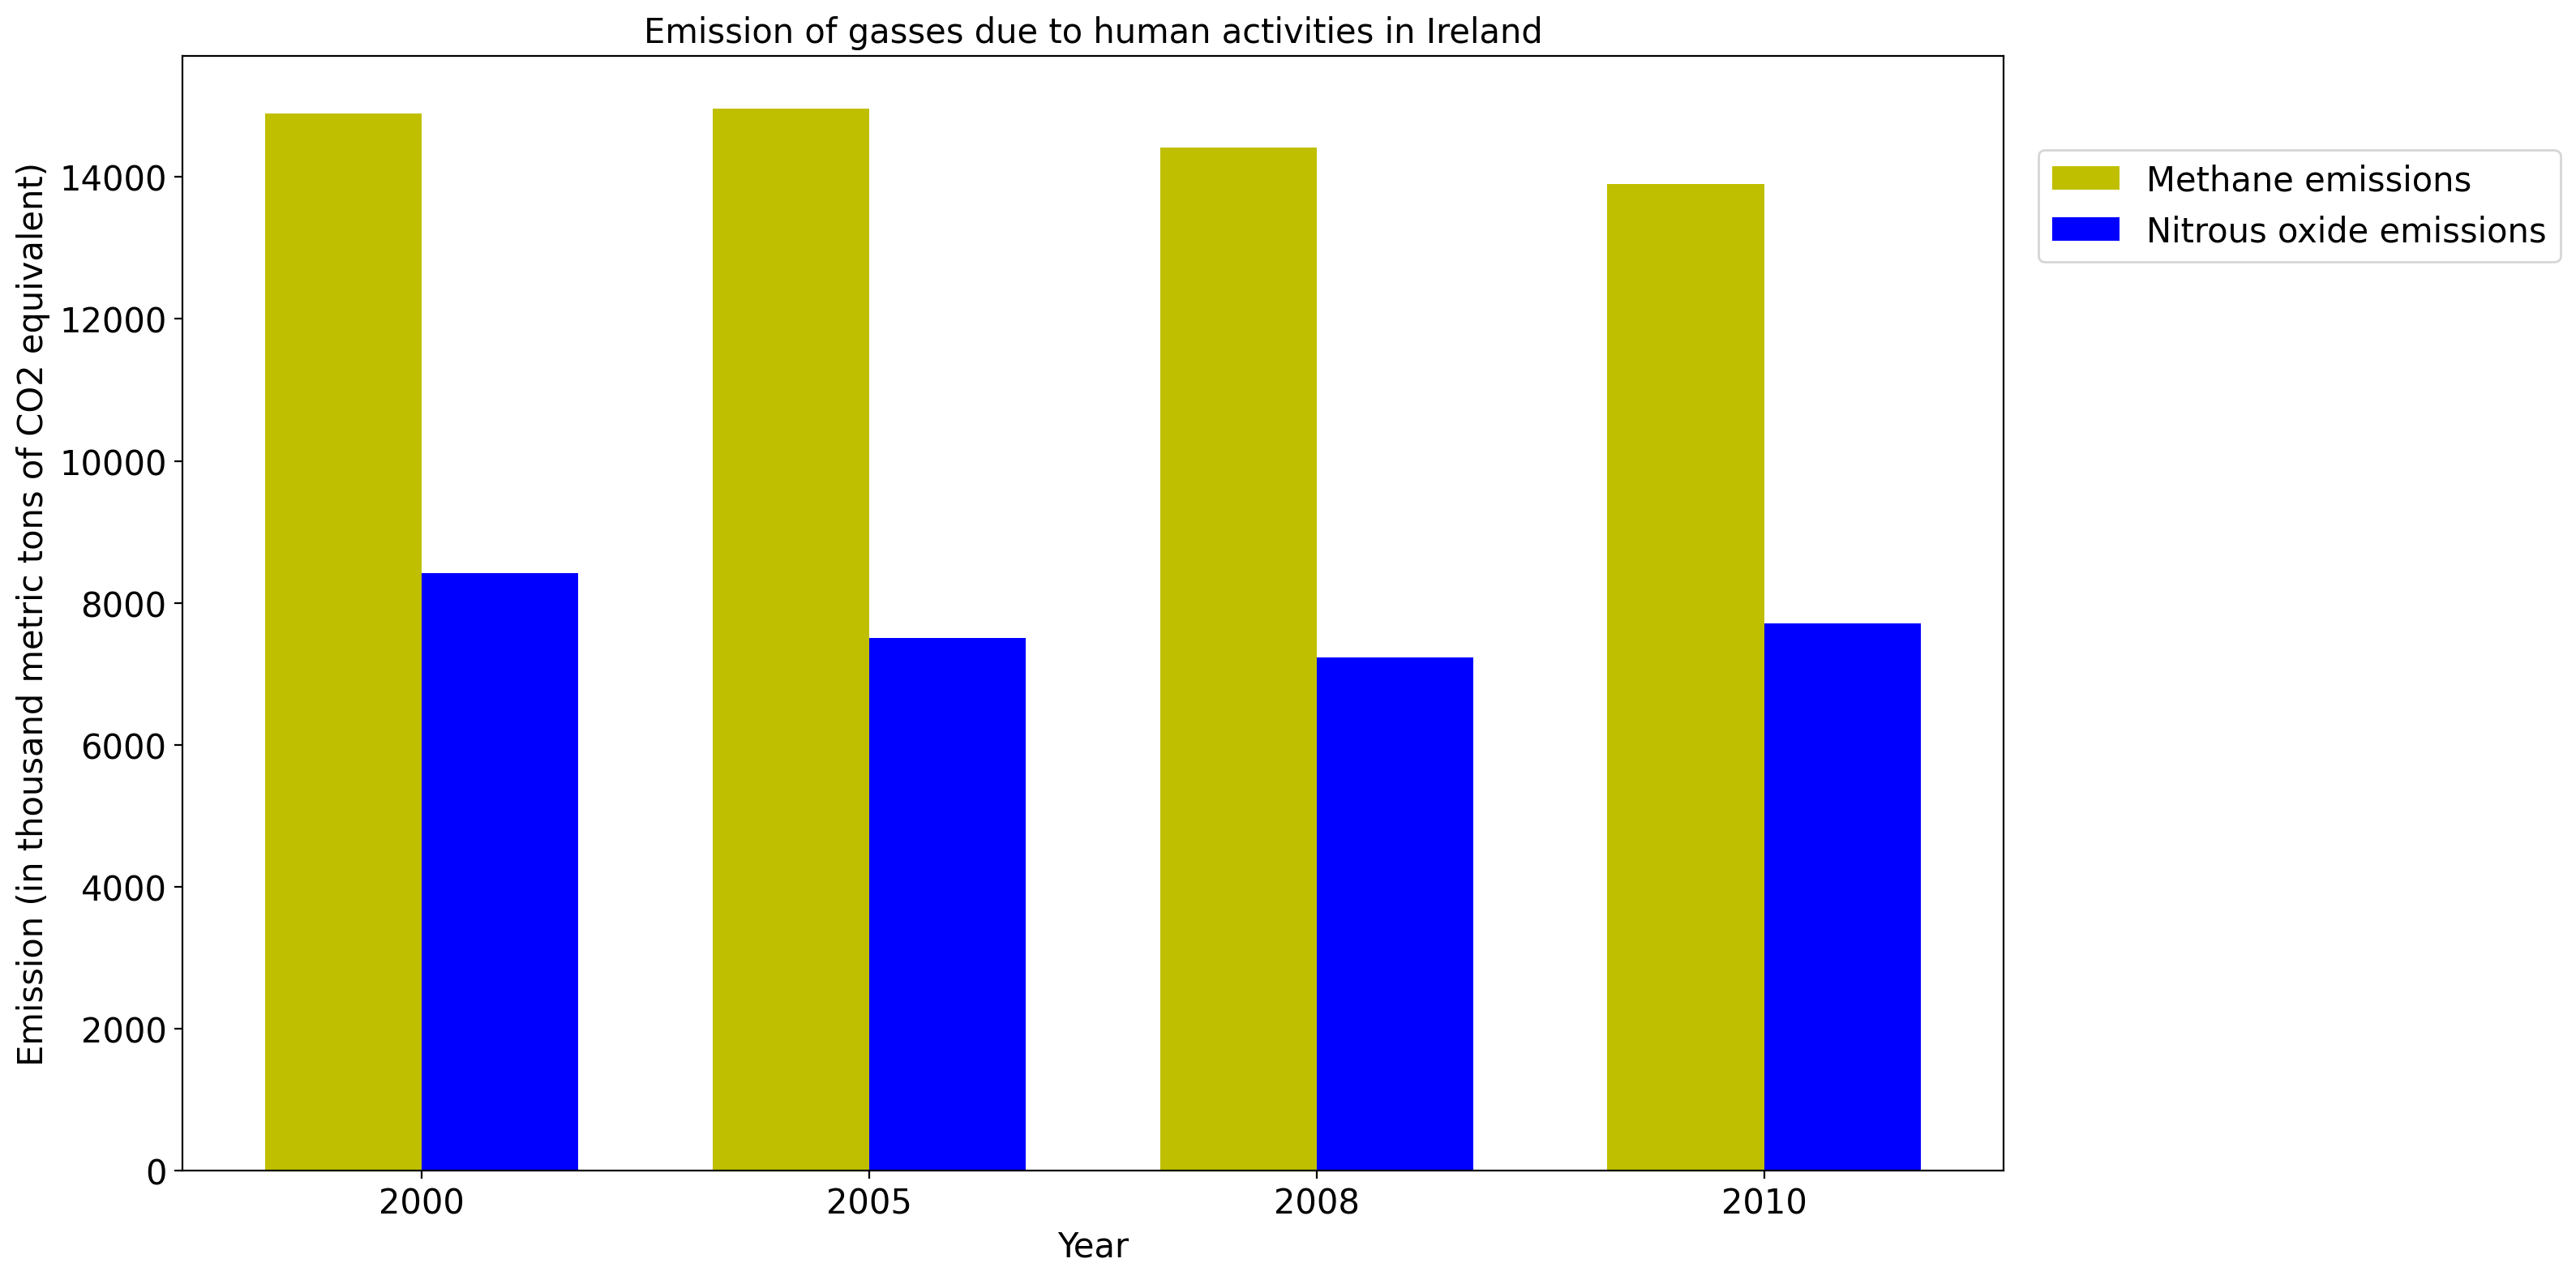 Emission of gasses due to human activities in Ireland
Emission (in thousand metric tons of CO2 equivalent)
14000
12000
10000
8000
6000
4000
2000
0
2000 2005 2008 2010
Year
Methane emissions
Nitrous oxide emissions